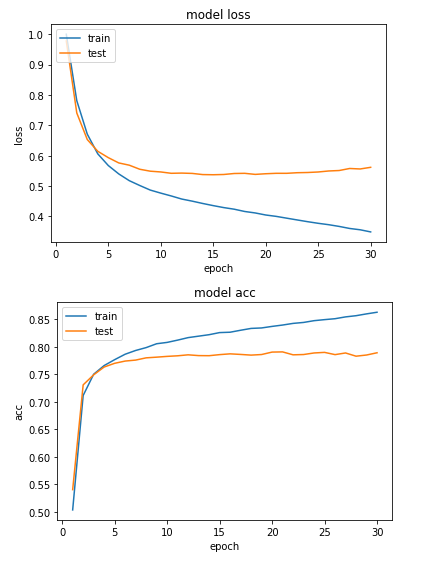 model loss
train
test
1.0
0.9
0.8
0.7
0.6
0.5
0.4
loss
0 5 10 15 20 25 30
epoch
model acc
train
test
0.85
0.80
0.75
0.70
0.65
0.60
0.55
0.50
acc
0 5 10 15 20 25 30
epoch